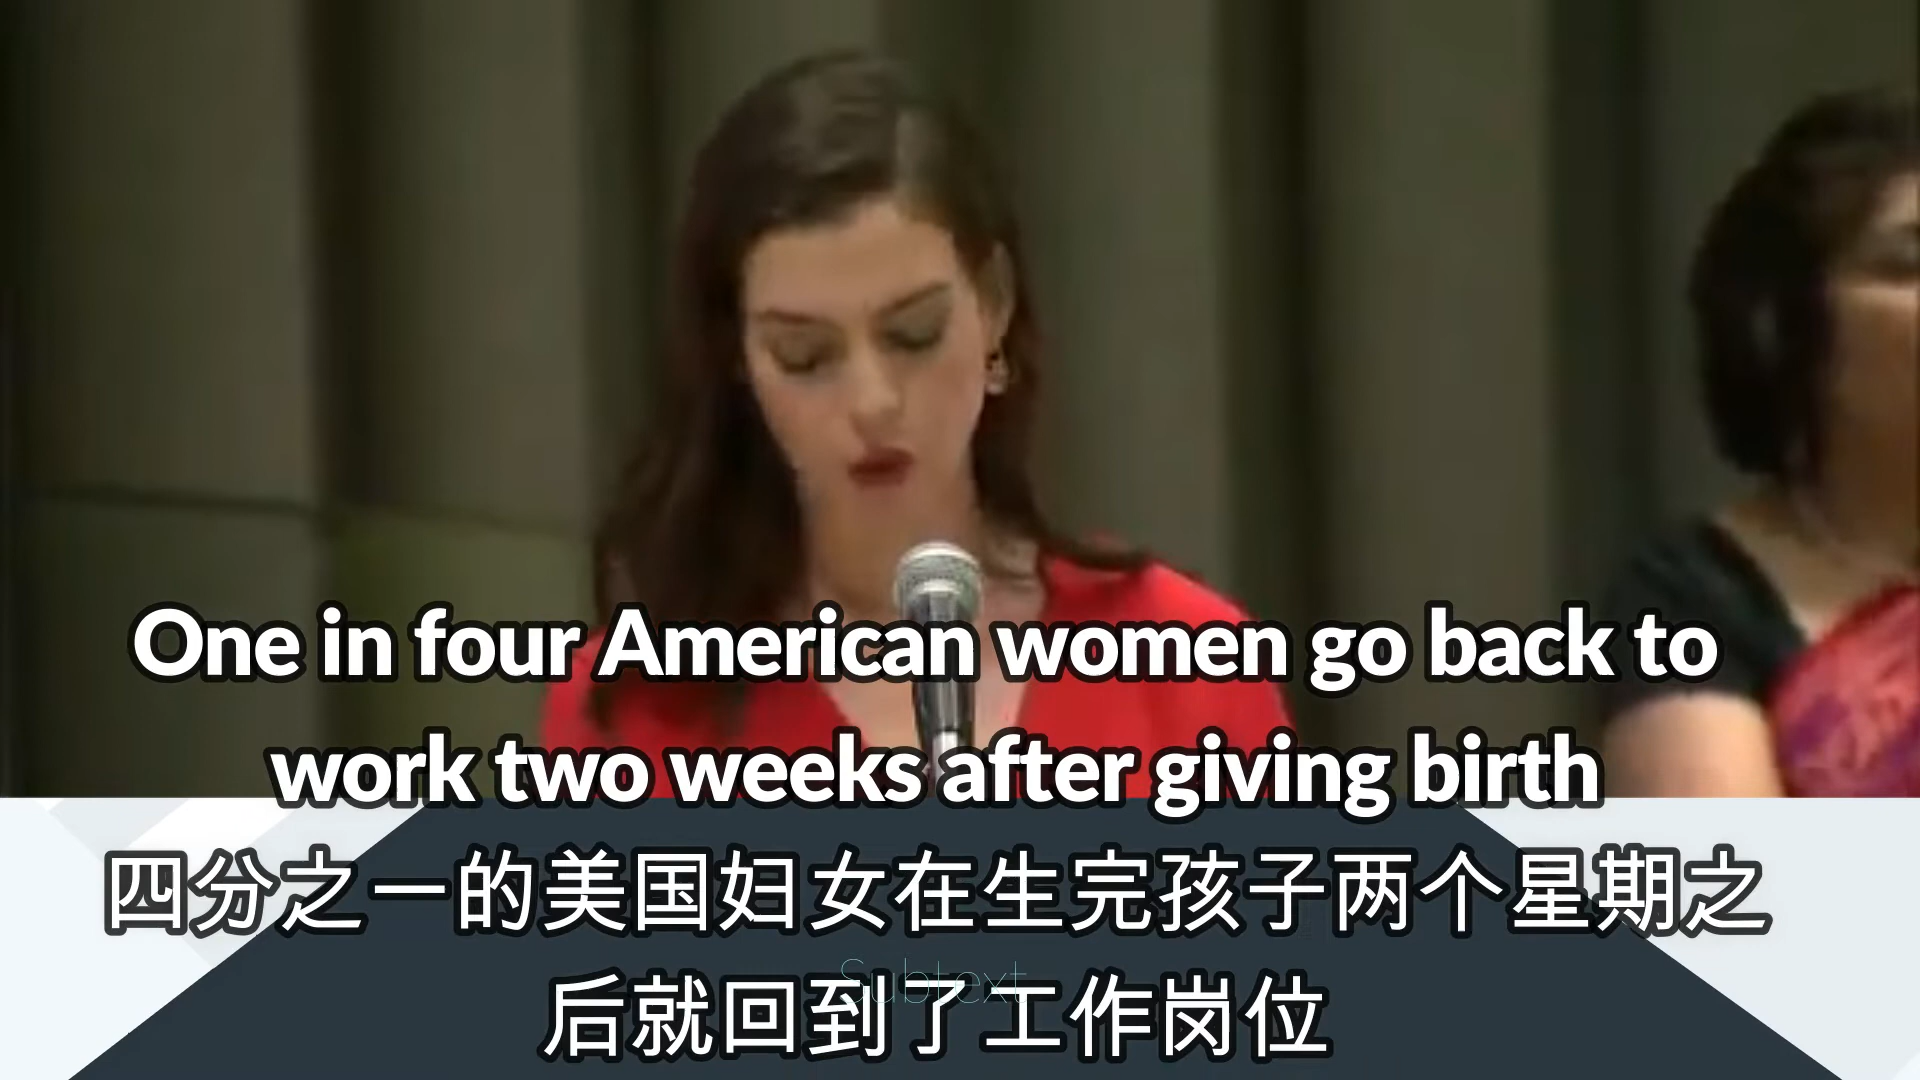 One in four American women go back to
work two weeks after giving birth
四分之一的美国妇女在生完孩子两个星期之
Subtext
后就回到了工作岗位